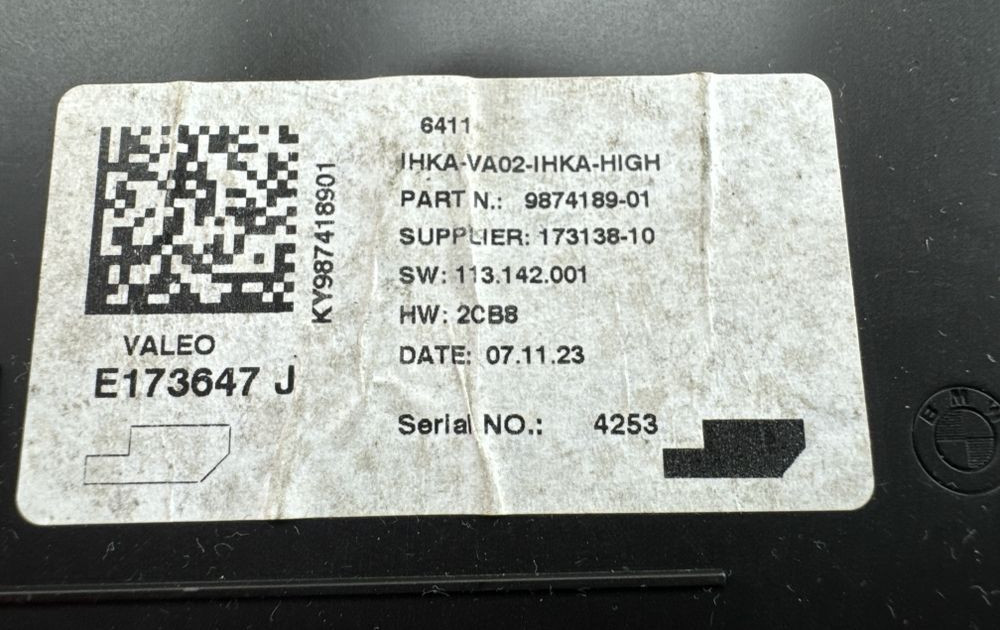 6411
IHKA-VA02-IHKA-HIGH
PART N.: 9874189-01
SUPPLIER: 173138-10
SW: 113.142.001
HW: 2CB8
DATE: 07.11.23
Serial NO.: 4253
KY987418901
VALEO
E173647 J
BMW